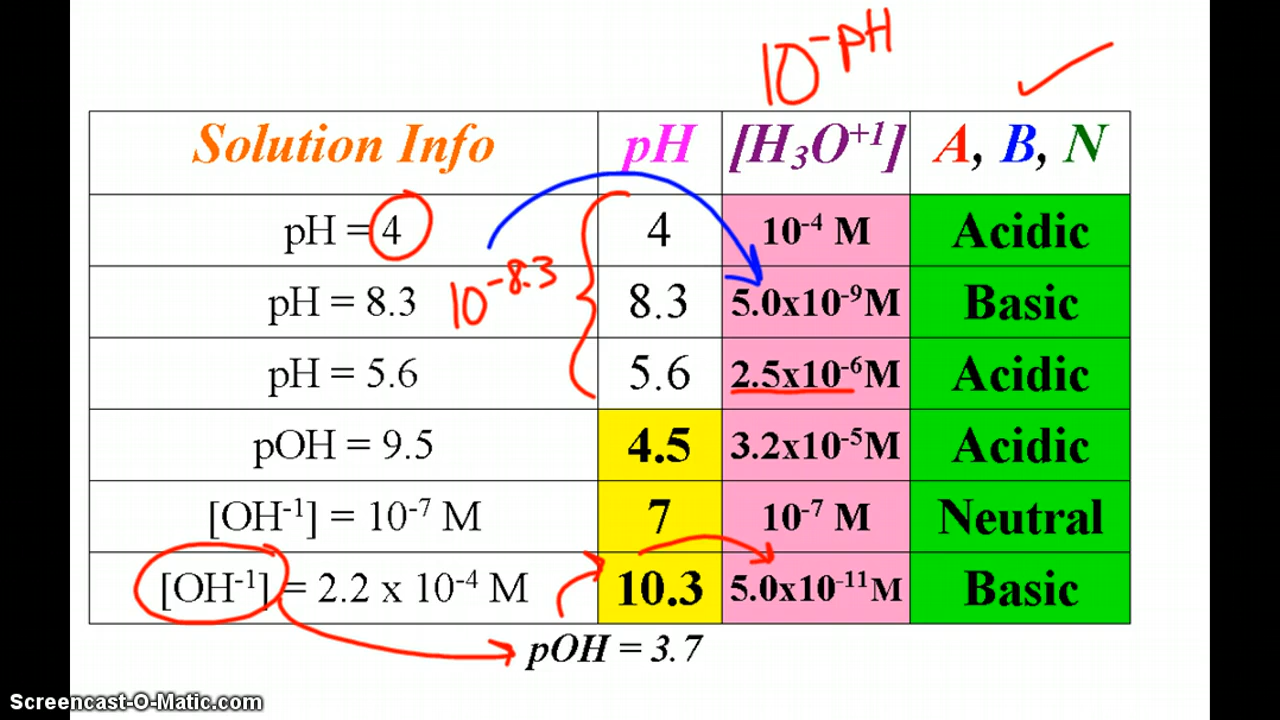 10⁻ᵖᴴ
Solution Info pH [H₃O⁺¹] A, B, N
pH = 4 4 10⁻⁴ M Acidic
pH = 8.3 10⁻⁸·³ 8.3 5.0x10⁻⁹M Basic
pH = 5.6 5.6 2.5x10⁻⁶M Acidic
pOH = 9.5 4.5 3.2x10⁻⁵M Acidic
[OH⁻¹] = 10⁻⁷ M 7 10⁻⁷ M Neutral
[OH⁻¹] = 2.2 x 10⁻⁴ M 10.3 5.0x10⁻¹¹M Basic
pOH = 3.7
Screencast-O-Matic.com